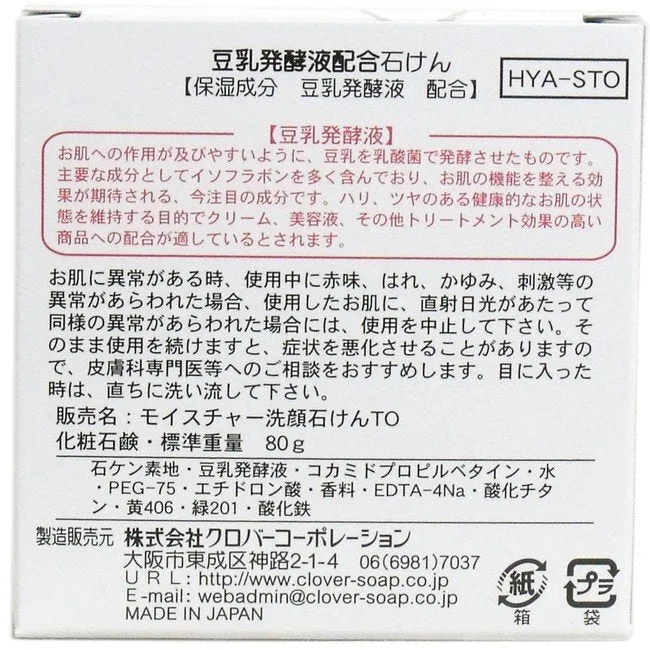 豆乳発酵液配合石けん
【保湿成分 豆乳発酵液 配合】
HYA-STO
【豆乳発酵液】
お肌への作用が及びやすいように、豆乳を乳酸菌で発酵させたものです。
主要な成分としてイソフラボンを多く含んでおり、お肌の機能を整える効
果が期待される、今注目の成分です。ハリ、ツヤのある健康的なお肌の状
態を維持する目的でクリーム、美容液、その他トリートメント効果の高い
商品への配合が適しているとされます。
お肌に異常がある時、使用中に赤味、はれ、かゆみ、刺激等の
異常があらわれた場合、使用したお肌に、直射日光があたって
同様の異常があらわれた場合には、使用を中止して下さい。そ
のまま使用を続けますと、症状を悪化させることがありますの
で、皮膚科専門医等へのご相談をおすすめします。目に入った
時は、直ちに洗い流して下さい。
販売名：モイスチャー洗顔石けんTO
化粧石鹸・標準重量 80g
石ケン素地・豆乳発酵液・コカミドプロピルベタイン・水
・PEG-75・エチドロン酸・香料・EDTA-4Na・酸化チタ
ン・黄406・緑201・酸化鉄
製造販売元 株式会社クロバーコーポレーション
大阪市東成区神路2-1-4 06(6981)7037
URL: http://www.clover-soap.co.jp
E-mail: webadmin@clover-soap.co.jp
MADE IN JAPAN
紙
箱
プラ
袋